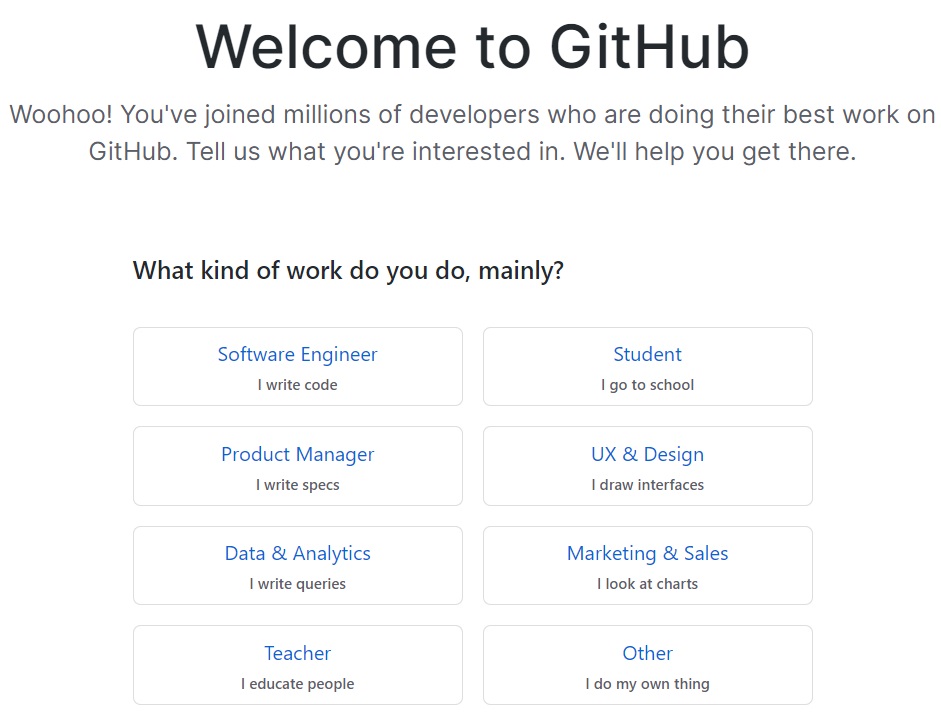 Welcome to GitHub
Woohoo! You've joined millions of developers who are doing their best work on
GitHub. Tell us what you're interested in. We'll help you get there.
What kind of work do you do, mainly?
Software Engineer
I write code
Student
I go to school
Product Manager
I write specs
UX & Design
I draw interfaces
Data & Analytics
I write queries
Marketing & Sales
I look at charts
Teacher
I educate people
Other
I do my own thing